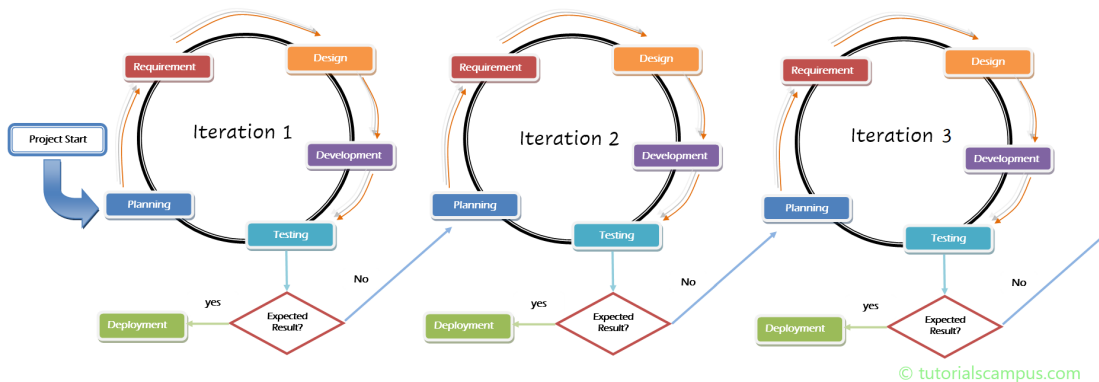 Project Start
Iteration 1
Planning
Requirement
Design
Development
Testing
Expected
Result?
yes
Deployment
No
Iteration 2
Planning
Requirement
Design
Development
Testing
Expected
Result?
yes
Deployment
No
Iteration 3
Planning
Requirement
Design
Development
Testing
Expected
Result?
yes
Deployment
No
© tutorialscampus.com